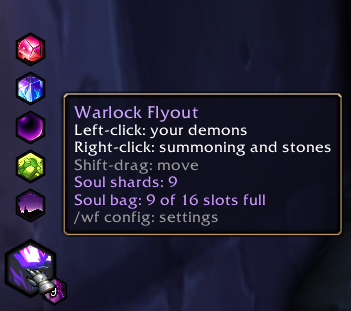 Warlock Flyout
Left-click: your demons
Right-click: summoning and stones
Shift-drag: move
Soul shards: 9
Soul bag: 9 of 16 slots full
/wf config: settings